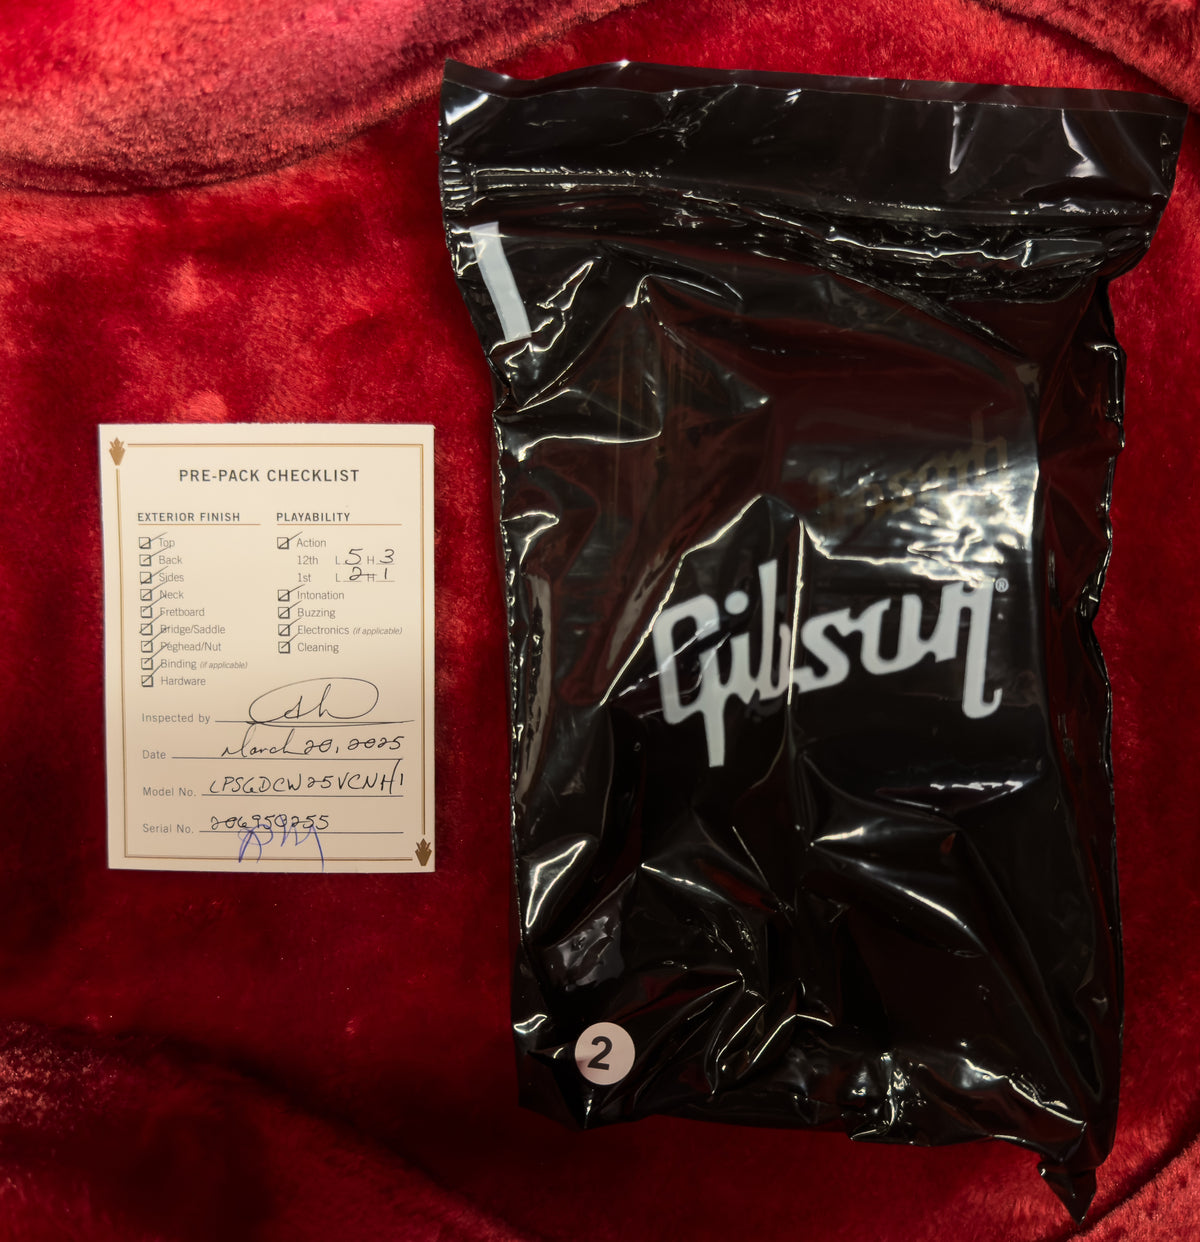 PRE-PACK CHECKLIST
EXTERIOR FINISH
Top
Back
Sides
Neck
Fretboard
Bridge/Saddle
Peghead/Nut
Binding (if applicable)
Hardware
PLAYABILITY
Action
12th L 5 H 3
1st L 2 H 1
Intonation
Buzzing
Electronics (if applicable)
Cleaning
Inspected by
Date March 20, 2025
Model No. LPSGDCW25VCNH1
Serial No. 206950255
Gibson®
2